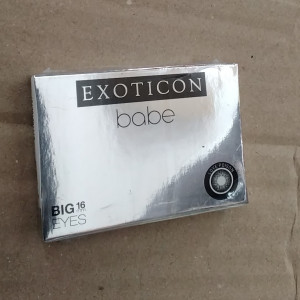 EXOTICON
babe
BIG 16
EYES